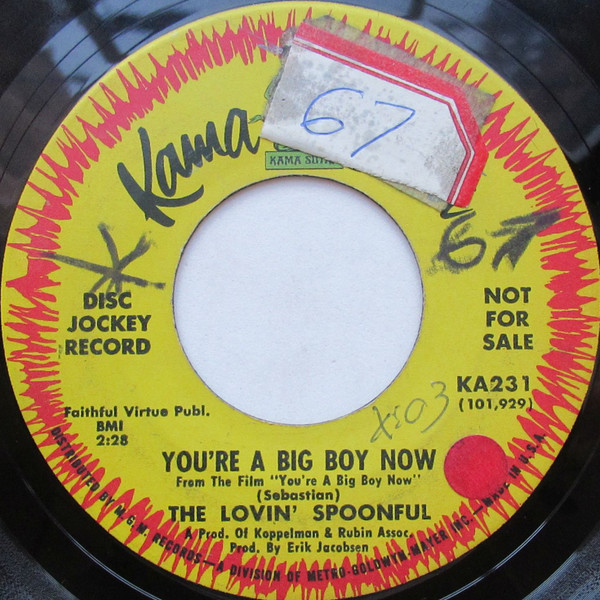 67
Kama
KAMA SUTRA
67
DISC
JOCKEY
RECORD
NOT
FOR
SALE
KA231
(101,929)
Faithful Virtue Publ.
BMI
2:28
YOU'RE A BIG BOY NOW
From The Film "You're A Big Boy Now"
(Sebastian)
THE LOVIN' SPOONFUL
A Prod. Of Koppelman & Rubin Assoc.
Prod. By Erik Jacobsen
DISTRIBUTED BY M.G.M. RECORDS—A DIVISION OF METRO-GOLDWYN-MAYER INC.—MADE IN U.S.A.